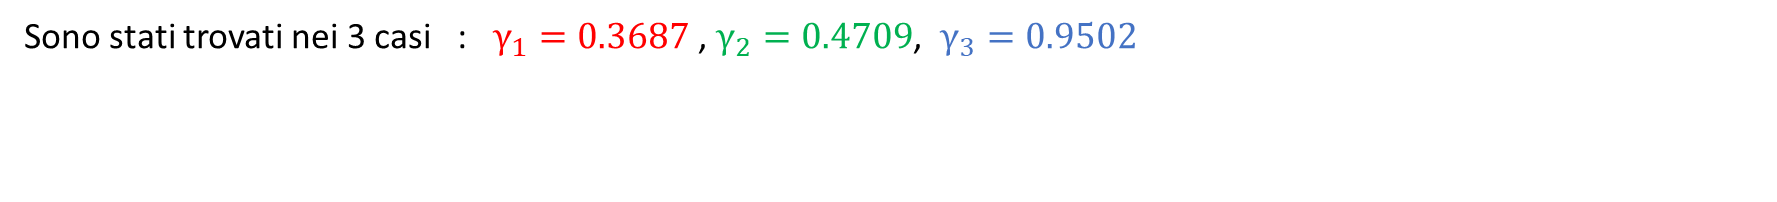 Sono stati trovati nei 3 casi : γ₁ = 0.3687 , γ₂ = 0.4709, γ₃ = 0.9502